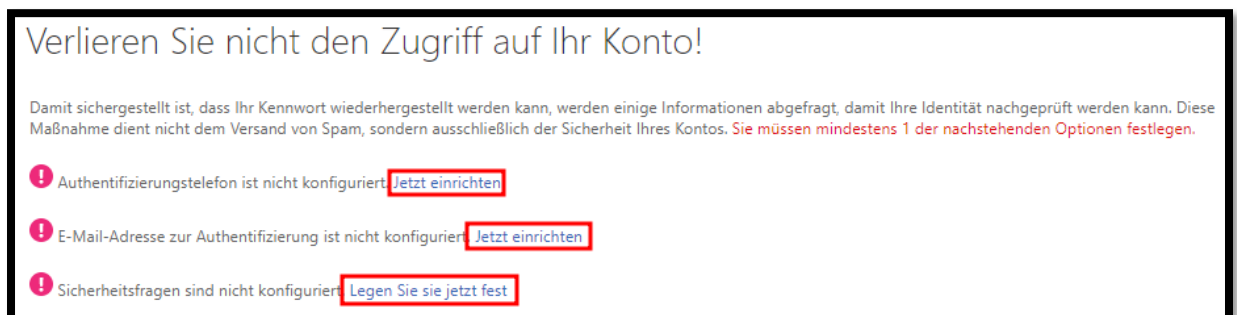 Verlieren Sie nicht den Zugriff auf Ihr Konto!
Damit sichergestellt ist, dass Ihr Kennwort wiederhergestellt werden kann, werden einige Informationen abgefragt, damit Ihre Identität nachgeprüft werden kann. Diese
Maßnahme dient nicht dem Versand von Spam, sondern ausschließlich der Sicherheit Ihres Kontos. Sie müssen mindestens 1 der nachstehenden Optionen festlegen.
Authentifizierungstelefon ist nicht konfiguriert. Jetzt einrichten
E-Mail-Adresse zur Authentifizierung ist nicht konfiguriert. Jetzt einrichten
Sicherheitsfragen sind nicht konfiguriert. Legen Sie sie jetzt fest